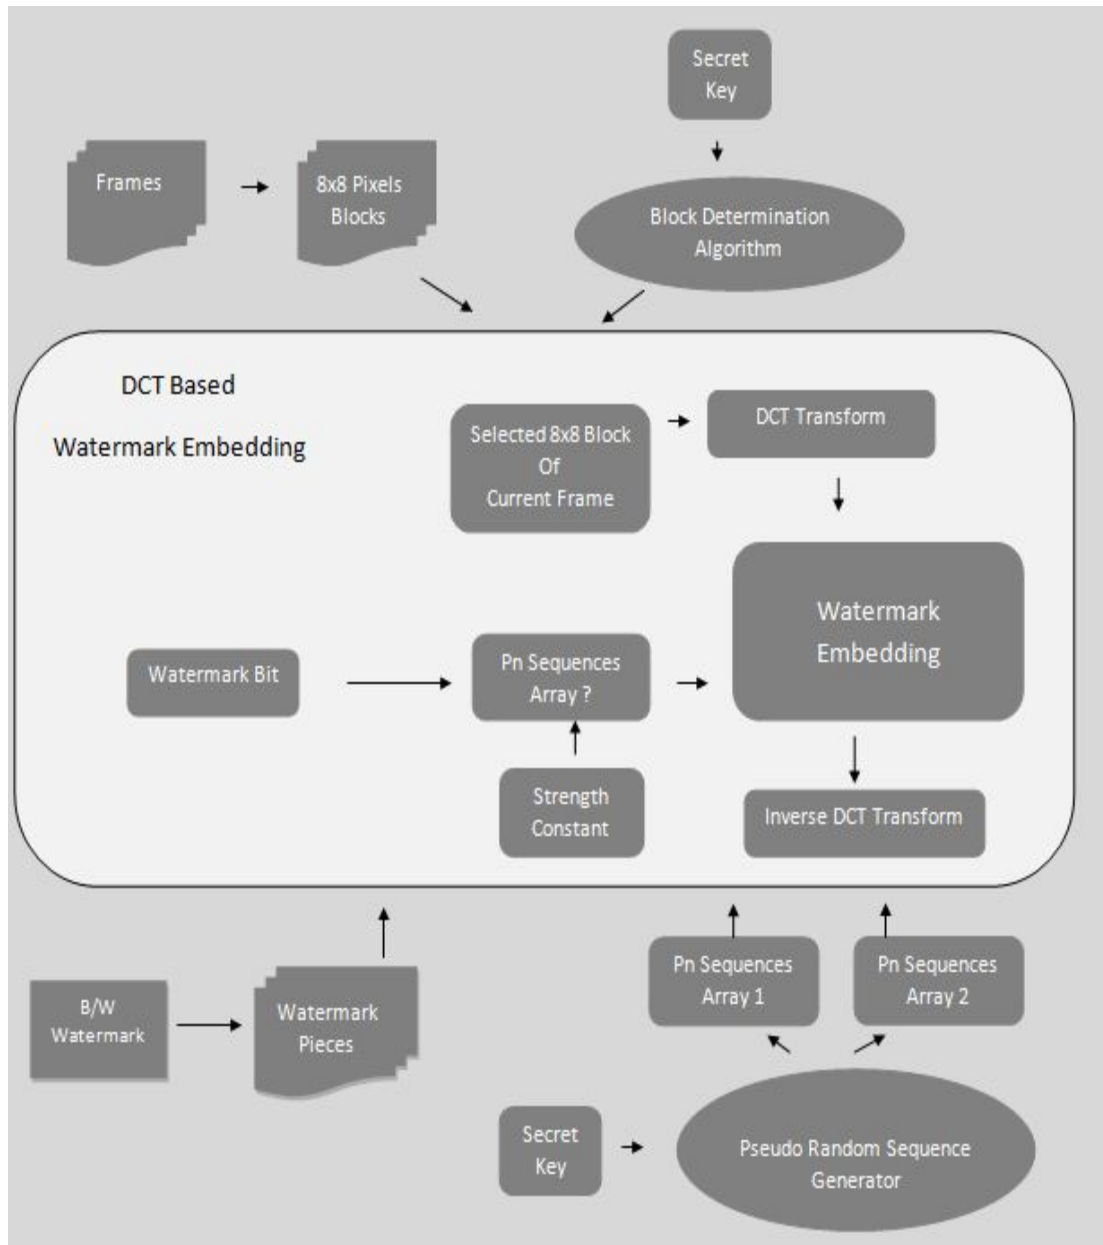 Secret
Key
Frames
8x8 Pixels
Blocks
Block Determination
Algorithm
DCT Based
Watermark Embedding
Selected 8x8 Block
Of
Current Frame
DCT Transform
Watermark
Embedding
Watermark Bit
Pn Sequences
Array ?
Strength
Constant
Inverse DCT Transform
B/W
Watermark
Watermark
Pieces
Pn Sequences
Array 1
Pn Sequences
Array 2
Secret
Key
Pseudo Random Sequence
Generator